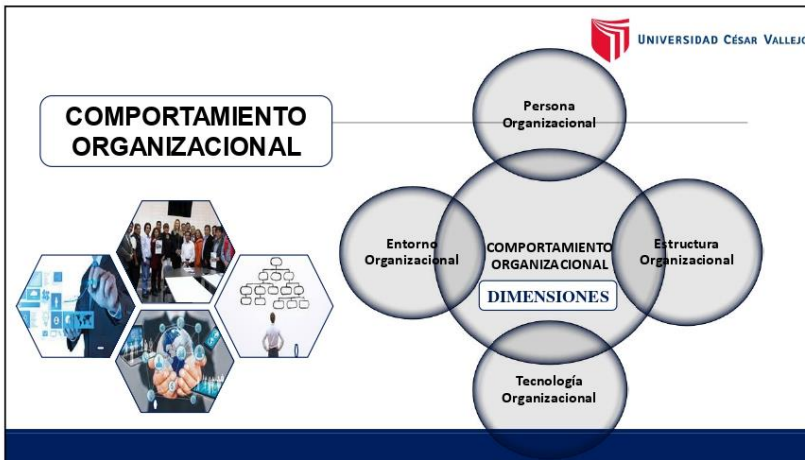 UNIVERSIDAD CÉSAR VALLEJO
COMPORTAMIENTO
ORGANIZACIONAL
Persona
Organizacional
Entorno
Organizacional
COMPORTAMIENTO
ORGANIZACIONAL
DIMENSIONES
Estructura
Organizacional
Tecnología
Organizacional